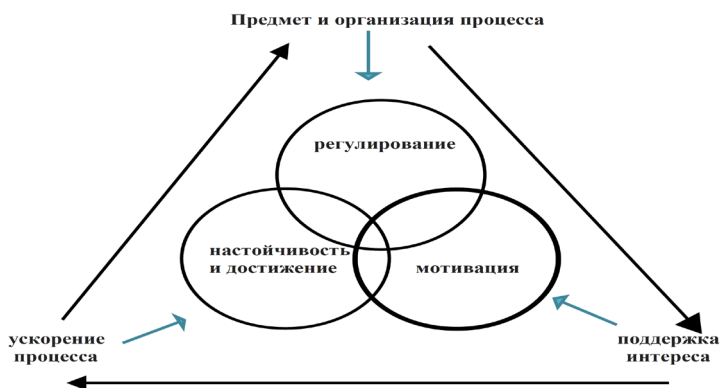 Предмет и организация процесса
регулирование
настойчивость
и достижение
мотивация
ускорение
процесса
поддержка
интереса